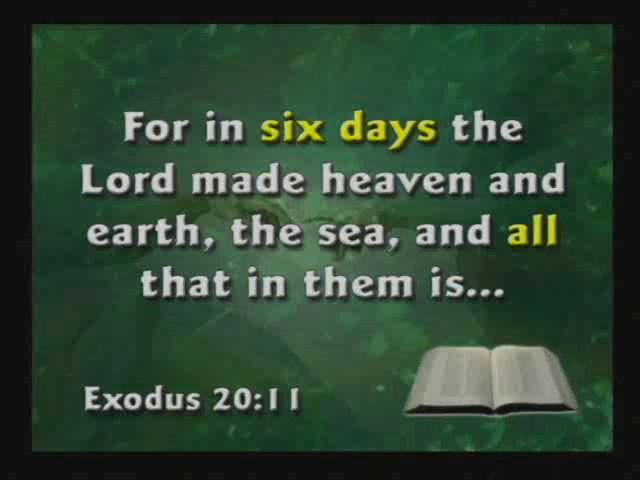 For in six days the
Lord made heaven and
earth, the sea, and all
that in them is...
Exodus 20:11